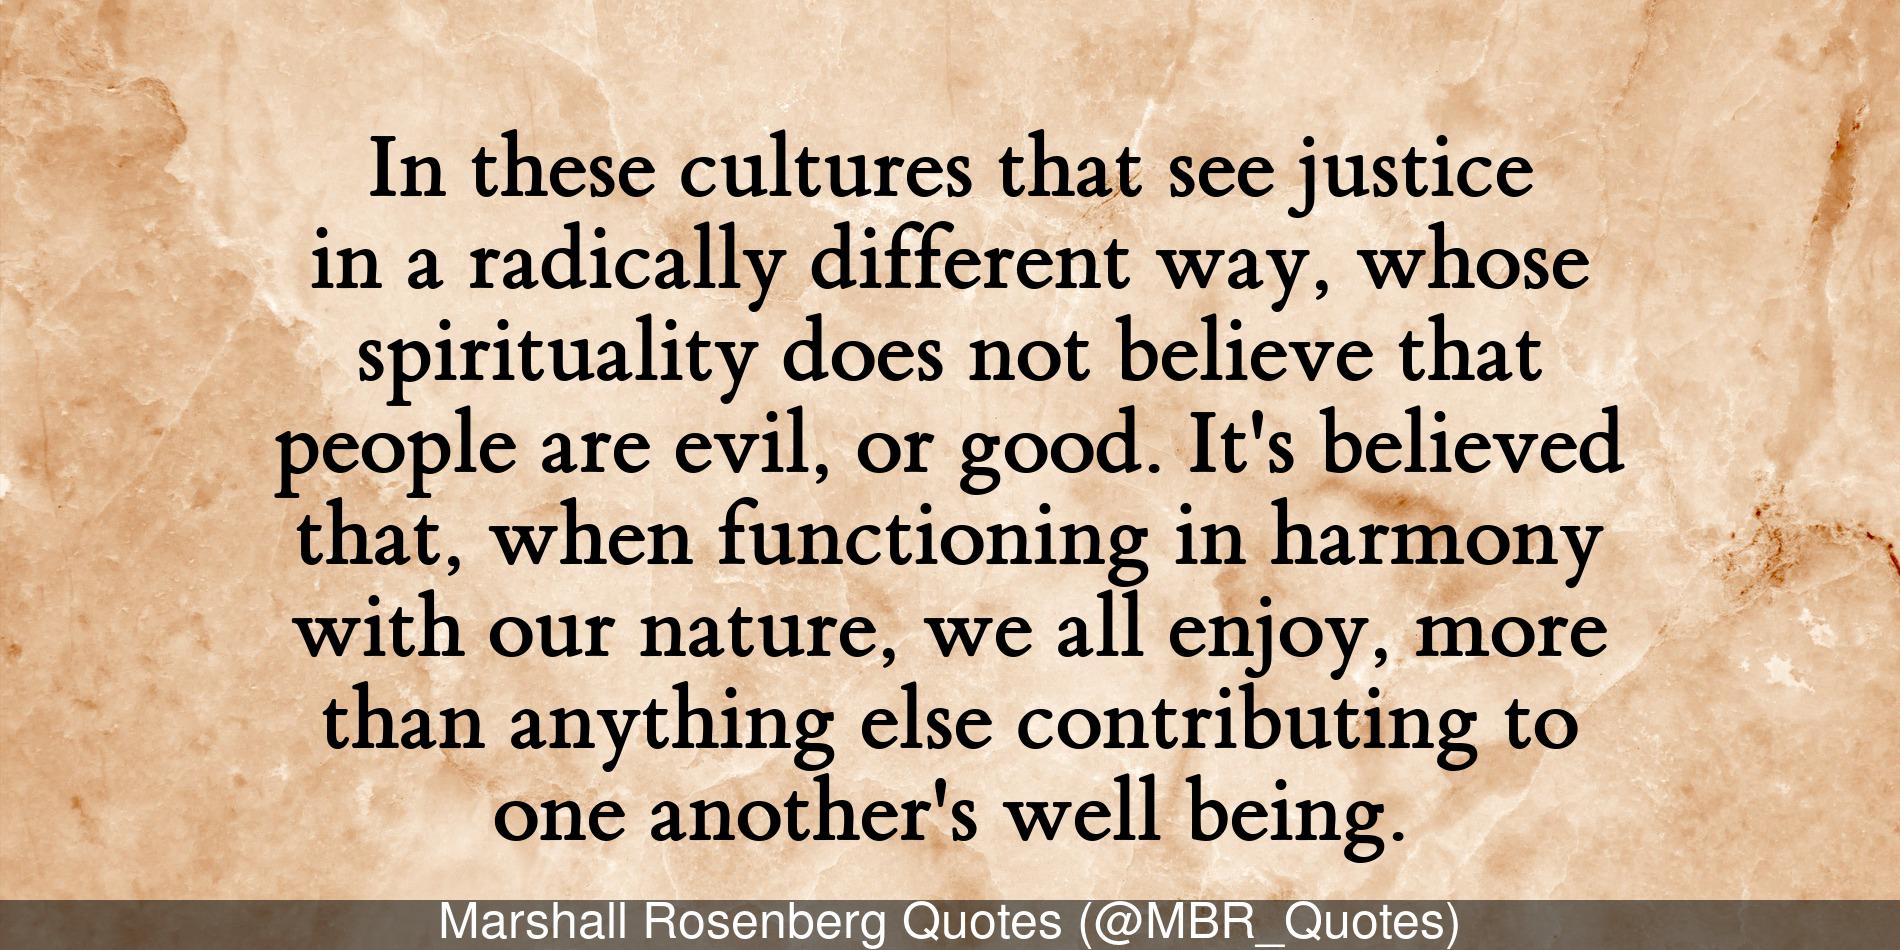 In these cultures that see justice
in a radically different way, whose
spirituality does not believe that
people are evil, or good. It's believed
that, when functioning in harmony
with our nature, we all enjoy, more
than anything else contributing to
one another's well being.
Marshall Rosenberg Quotes (@MBR_Quotes)